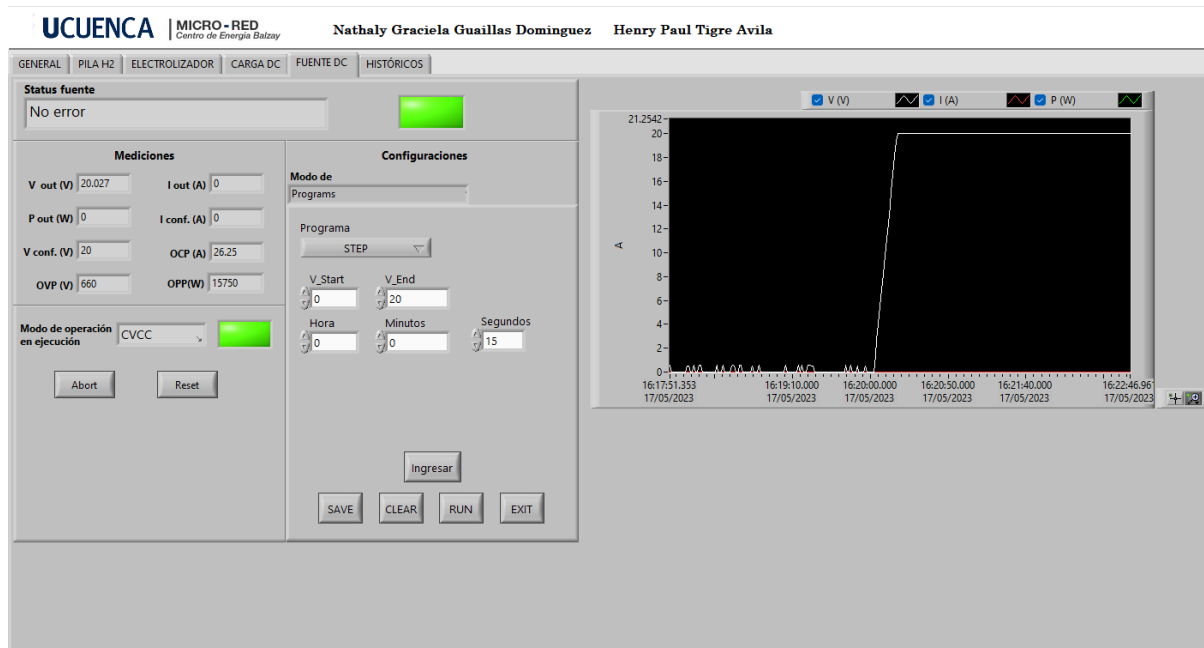 UCUENCA MICRO-RED
Centro de Energía Balzay
Nathaly Graciela Guaillas Dominguez Henry Paul Tigre Avila
GENERAL PILA H2 ELECTROLIZADOR CARGA DC FUENTE DC HISTÓRICOS
Status fuente
No error
Mediciones
V out (V) 20.027 I out (A) 0
P out (W) 0 I conf. (A) 0
V conf. (V) 20 OCP (A) 26.25
OVP (V) 660 OPP(W) 15750
Modo de operación
en ejecución
CVCC
Abort Reset
Configuraciones
Modo de
Programs
Programa
STEP
V_Start V_End
0 20
Hora Minutos Segundos
0 0 15
Ingresar
SAVE CLEAR RUN EXIT
V (V) I (A) P (W)
21.2542
20
18
16
14
12
10
8
6
4
2
0
A
16:17:51.353 16:19:10.000 16:20:00.000 16:20:50.000 16:21:40.000 16:22:46.96
17/05/2023 17/05/2023 17/05/2023 17/05/2023 17/05/2023 17/05/2023